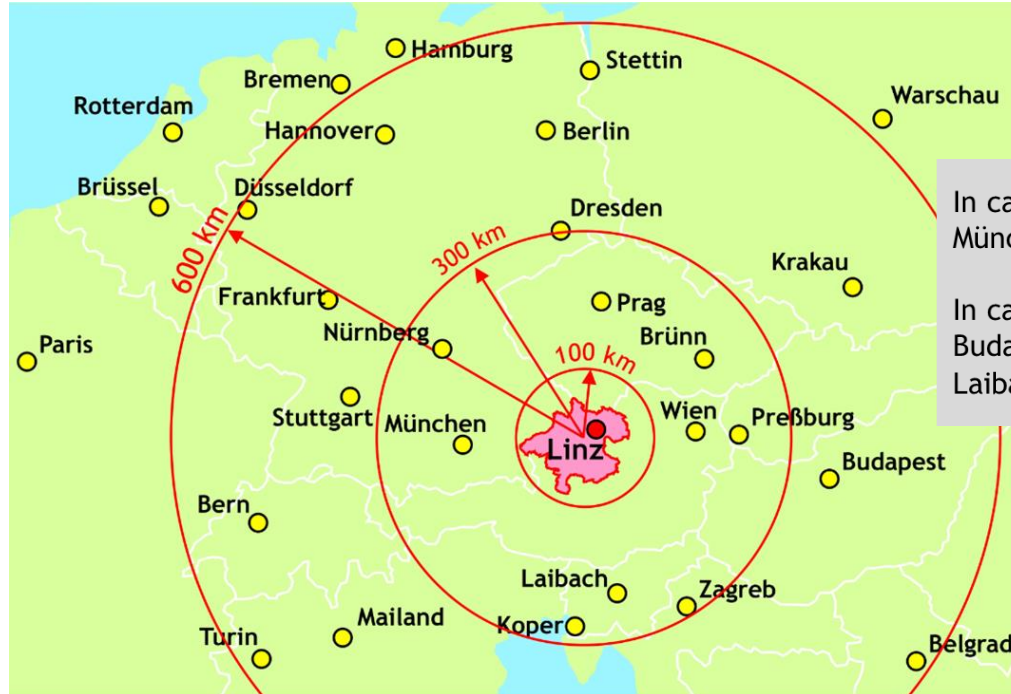 Hamburg
Stettin
Bremen
Warschau
Rotterdam
Hannover
Berlin
Brüssel
Düsseldorf
Dresden
In ca
600 km
300 km
Krakau
Frankfurt
Prag
In ca
Nürnberg
Brünn
Buda
Paris
100 km
Laiba
Stuttgart
München
Wien
Preßburg
Linz
Budapest
Bern
Laibach
Zagreb
Koper
Mailand
Turin
Belgrad